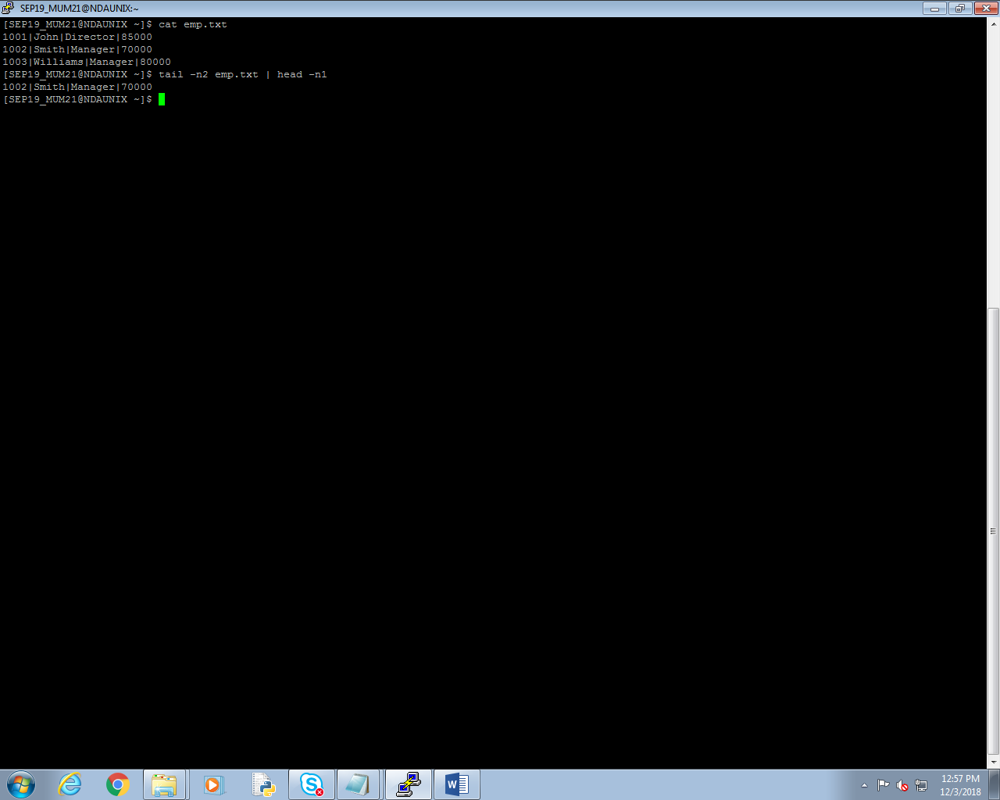 SEP19_MUM21@NDAUNIX:~
[SEP19_MUM21@NDAUNIX ~]$ cat emp.txt
1001|John|Director|85000
1002|Smith|Manager|70000
1003|Williams|Manager|80000
[SEP19_MUM21@NDAUNIX ~]$ tail -n2 emp.txt | head -n1
1002|Smith|Manager|70000
[SEP19_MUM21@NDAUNIX ~]$
12:57 PM
12/3/2018